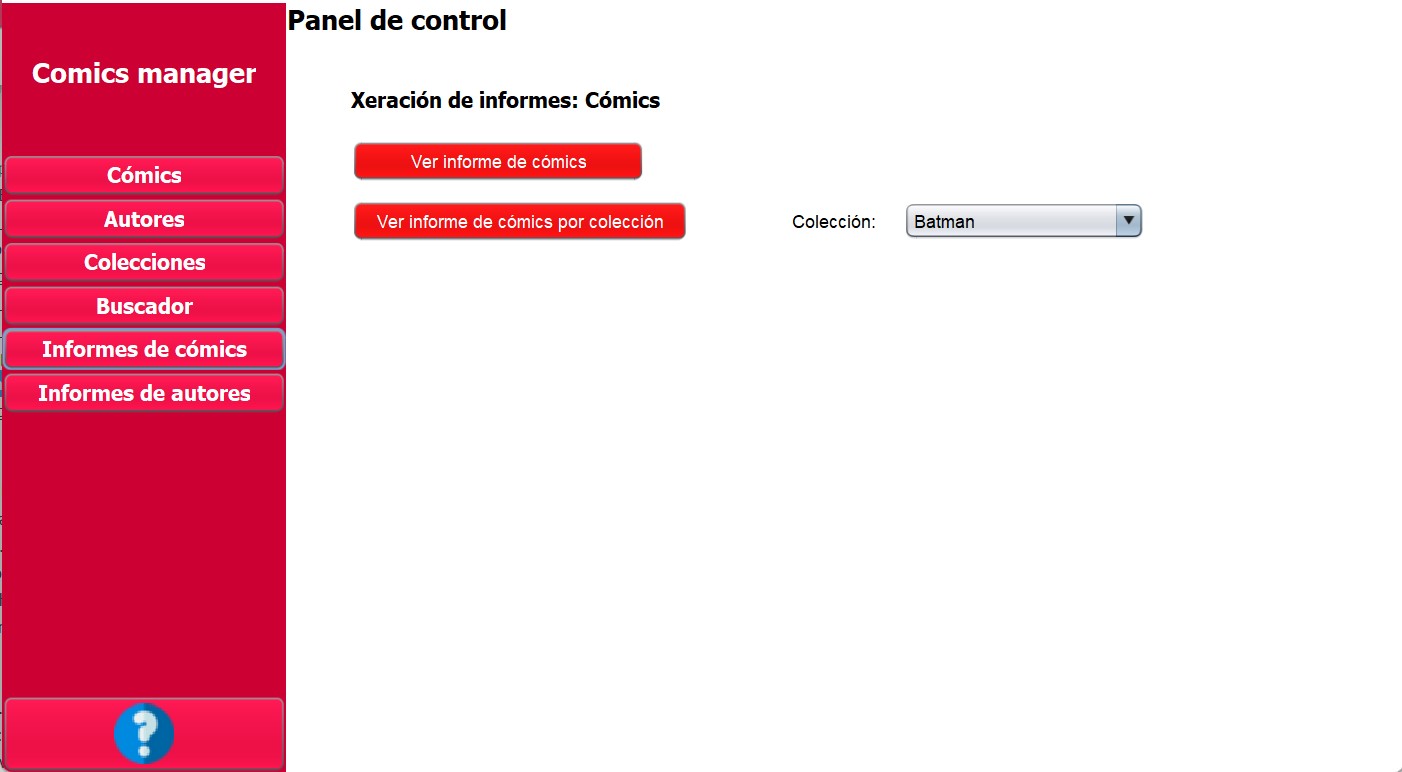 Panel de control
Comics manager
Xeración de informes: Cómics
Ver informe de cómics
Ver informe de cómics por colección
Colección:
Batman
Cómics
Autores
Colecciones
Buscador
Informes de cómics
Informes de autores